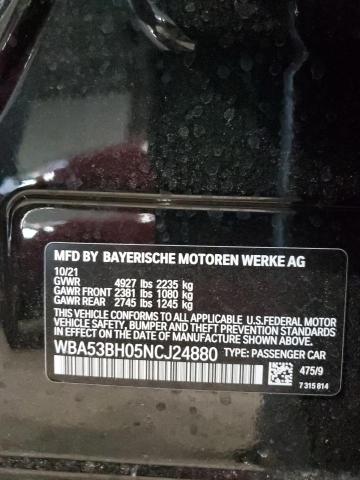 MFD BY BAYERISCHE MOTOREN WERKE AG
10/21
GVWR 4927 lbs 2235 kg
GAWR FRONT 2381 lbs 1080 kg
GAWR REAR 2745 lbs 1245 kg
THIS VEHICLE CONFORMS TO ALL APPLICABLE U.S.FEDERAL MOTOR
VEHICLE SAFETY, BUMPER AND THEFT PREVENTION STANDARDS
IN EFFECT ON THE DATE OF MANUFACTURE SHOWN ABOVE.
WBA53BH05NCJ24880 TYPE: PASSENGER CAR
475/9
7 315 814